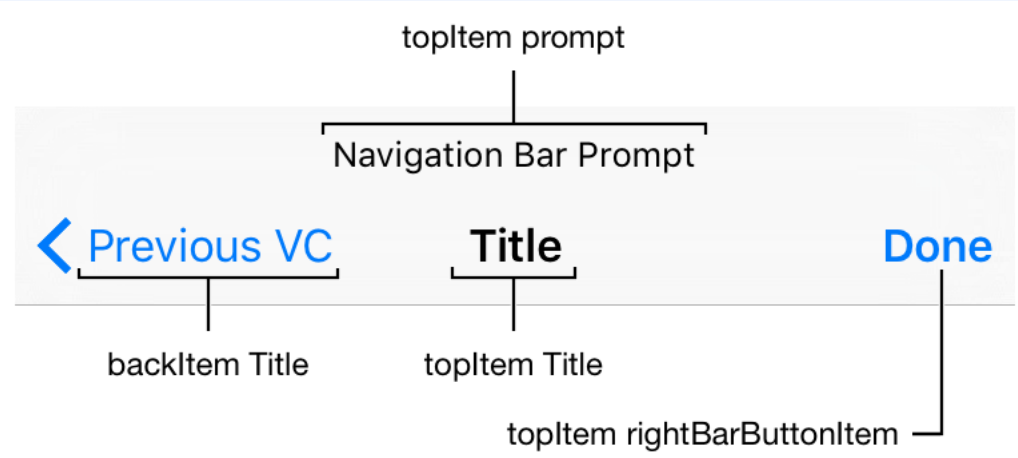 topItem prompt
Navigation Bar Prompt
Previous VC Title Done
backItem Title topItem Title
topItem rightBarButtonItem